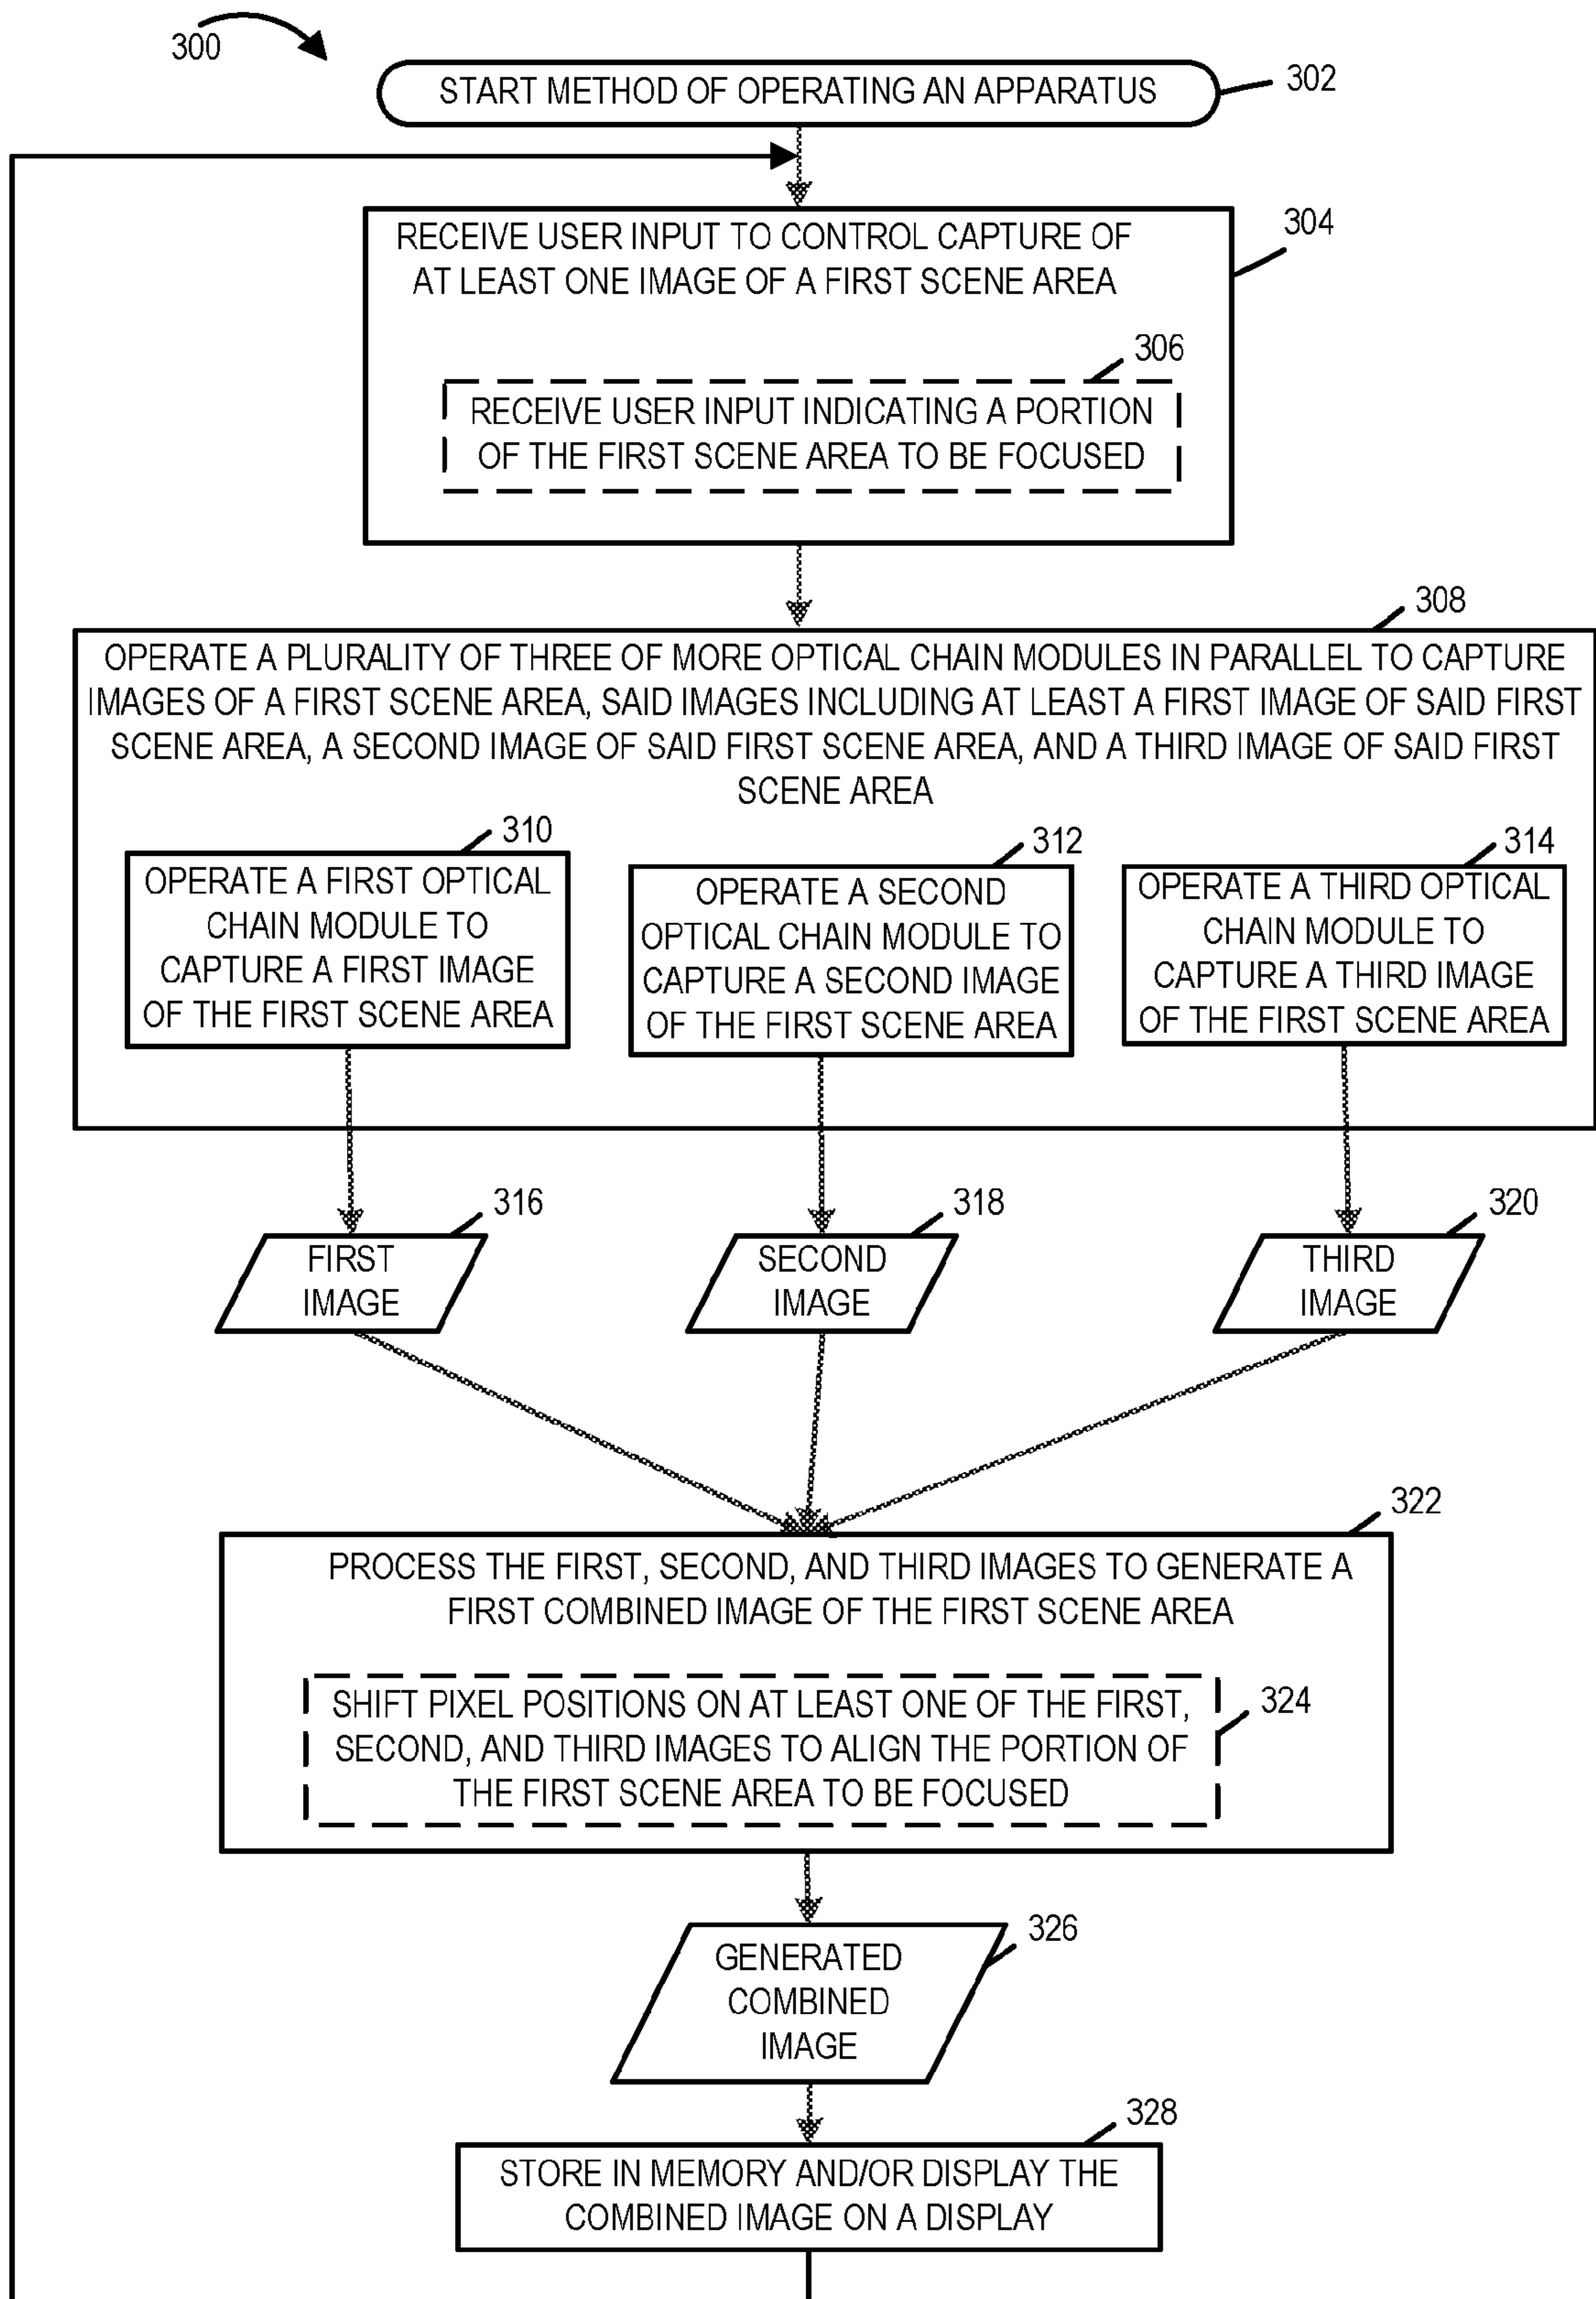 300
START METHOD OF OPERATING AN APPARATUS
302
304
RECEIVE USER INPUT TO CONTROL CAPTURE OF
AT LEAST ONE IMAGE OF A FIRST SCENE AREA
306
RECEIVE USER INPUT INDICATING A PORTION
OF THE FIRST SCENE AREA TO BE FOCUSED
308
OPERATE A PLURALITY OF THREE OF MORE OPTICAL CHAIN MODULES IN PARALLEL TO CAPTURE
IMAGES OF A FIRST SCENE AREA, SAID IMAGES INCLUDING AT LEAST A FIRST IMAGE OF SAID FIRST
SCENE AREA, A SECOND IMAGE OF SAID FIRST SCENE AREA, AND A THIRD IMAGE OF SAID FIRST
SCENE AREA
310
OPERATE A FIRST OPTICAL
CHAIN MODULE TO
CAPTURE A FIRST IMAGE
OF THE FIRST SCENE AREA
312
OPERATE A SECOND
OPTICAL CHAIN MODULE TO
CAPTURE A SECOND IMAGE
OF THE FIRST SCENE AREA
314
OPERATE A THIRD OPTICAL
CHAIN MODULE TO
CAPTURE A THIRD IMAGE
OF THE FIRST SCENE AREA
316
FIRST
IMAGE
318
SECOND
IMAGE
320
THIRD
IMAGE
322
PROCESS THE FIRST, SECOND, AND THIRD IMAGES TO GENERATE A
FIRST COMBINED IMAGE OF THE FIRST SCENE AREA
324
SHIFT PIXEL POSITIONS ON AT LEAST ONE OF THE FIRST,
SECOND, AND THIRD IMAGES TO ALIGN THE PORTION OF
THE FIRST SCENE AREA TO BE FOCUSED
326
GENERATED
COMBINED
IMAGE
328
STORE IN MEMORY AND/OR DISPLAY THE
COMBINED IMAGE ON A DISPLAY